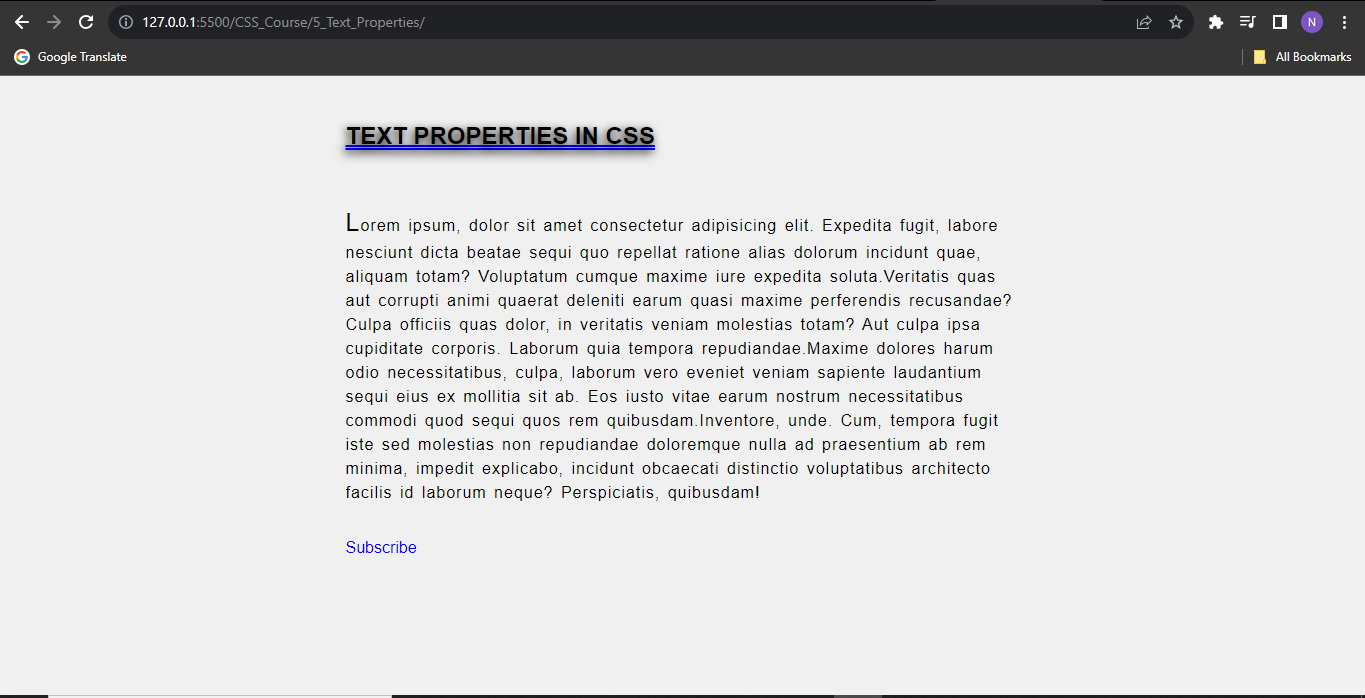 127.0.0.1:5500/CSS_Course/5_Text_Properties/
N
Google Translate
All Bookmarks
TEXT PROPERTIES IN CSS
Lorem ipsum, dolor sit amet consectetur adipisicing elit. Expedita fugit, labore
nesciunt dicta beatae sequi quo repellat ratione alias dolorum incidunt quae,
aliquam totam? Voluptatum cumque maxime iure expedita soluta.Veritatis quas
aut corrupti animi quaerat deleniti earum quasi maxime perferendis recusandae?
Culpa officiis quas dolor, in veritatis veniam molestias totam? Aut culpa ipsa
cupiditate corporis. Laborum quia tempora repudiandae.Maxime dolores harum
odio necessitatibus, culpa, laborum vero eveniet veniam sapiente laudantium
sequi eius ex mollitia sit ab. Eos iusto vitae earum nostrum necessitatibus
commodi quod sequi quos rem quibusdam.Inventore, unde. Cum, tempora fugit
iste sed molestias non repudiandae doloremque nulla ad praesentium ab rem
minima, impedit explicabo, incidunt obcaecati distinctio voluptatibus architecto
facilis id laborum neque? Perspiciatis, quibusdam!
Subscribe